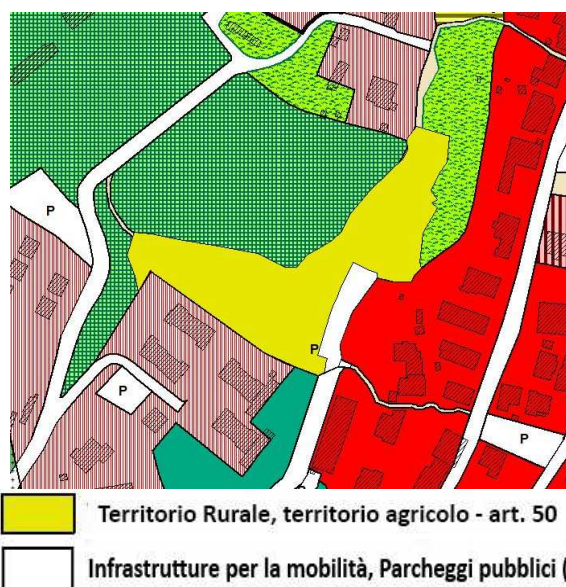 P
P
P
P
Territorio Rurale, territorio agricolo - art. 50
Infrastrutture per la mobilità, Parcheggi pubblici (